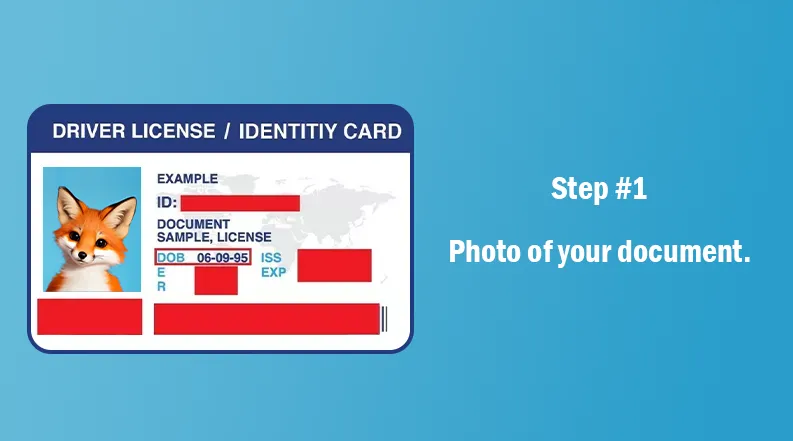 DRIVER LICENSE / IDENTITIY CARD
EXAMPLE
ID:
DOCUMENT
SAMPLE, LICENSE
DOB 06-09-95 ISS
E EXP
R
Step #1
Photo of your document.